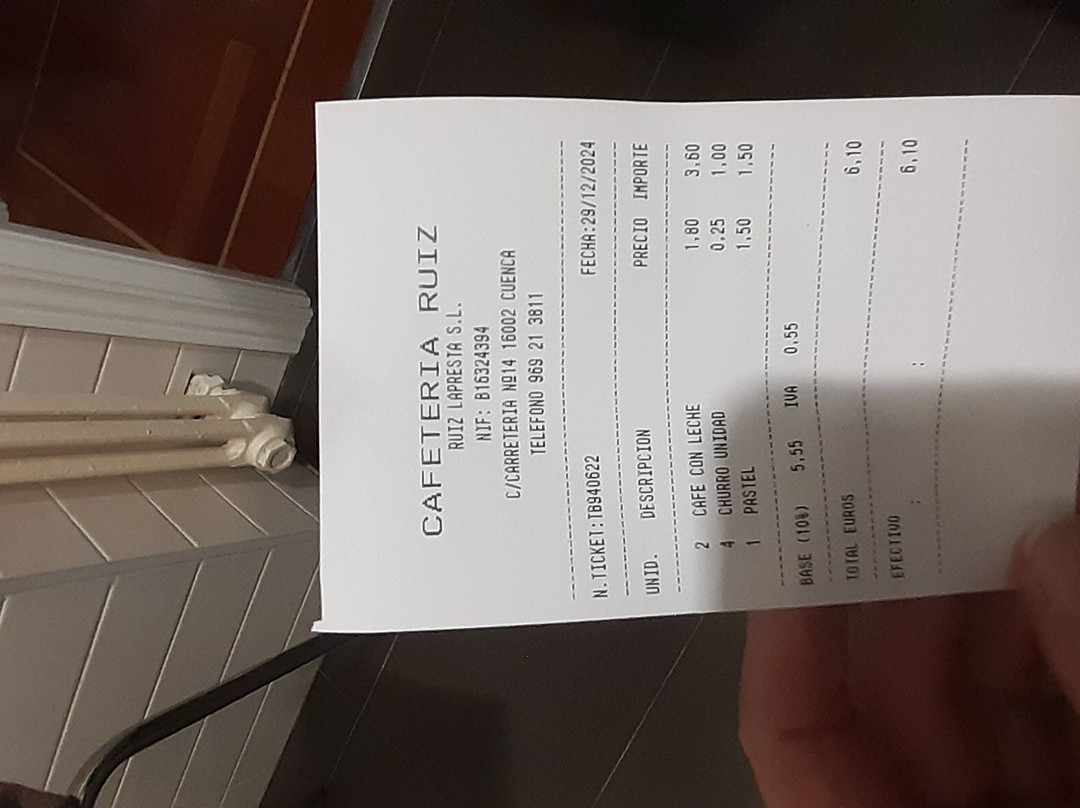 CAFETERIA RUIZ
RUIZ LAPRESTA S.L.
NIF: B16324394
C/CARRETERIA Nº14 16002 CUENCA
TELEFONO 969 21 3811
N.TICKET:TB940622 FECHA:29/12/2024
UNID. DESCRIPCION PRECIO IMPORTE
2 CAFE CON LECHE 1,80 3,60
4 CHURRO UNIDAD 0,25 1,00
1 PASTEL 1,50 1,50
BASE (10%) 5,55 IVA 0,55
TOTAL EUROS 6,10
EFECTIVO 6,10
: :